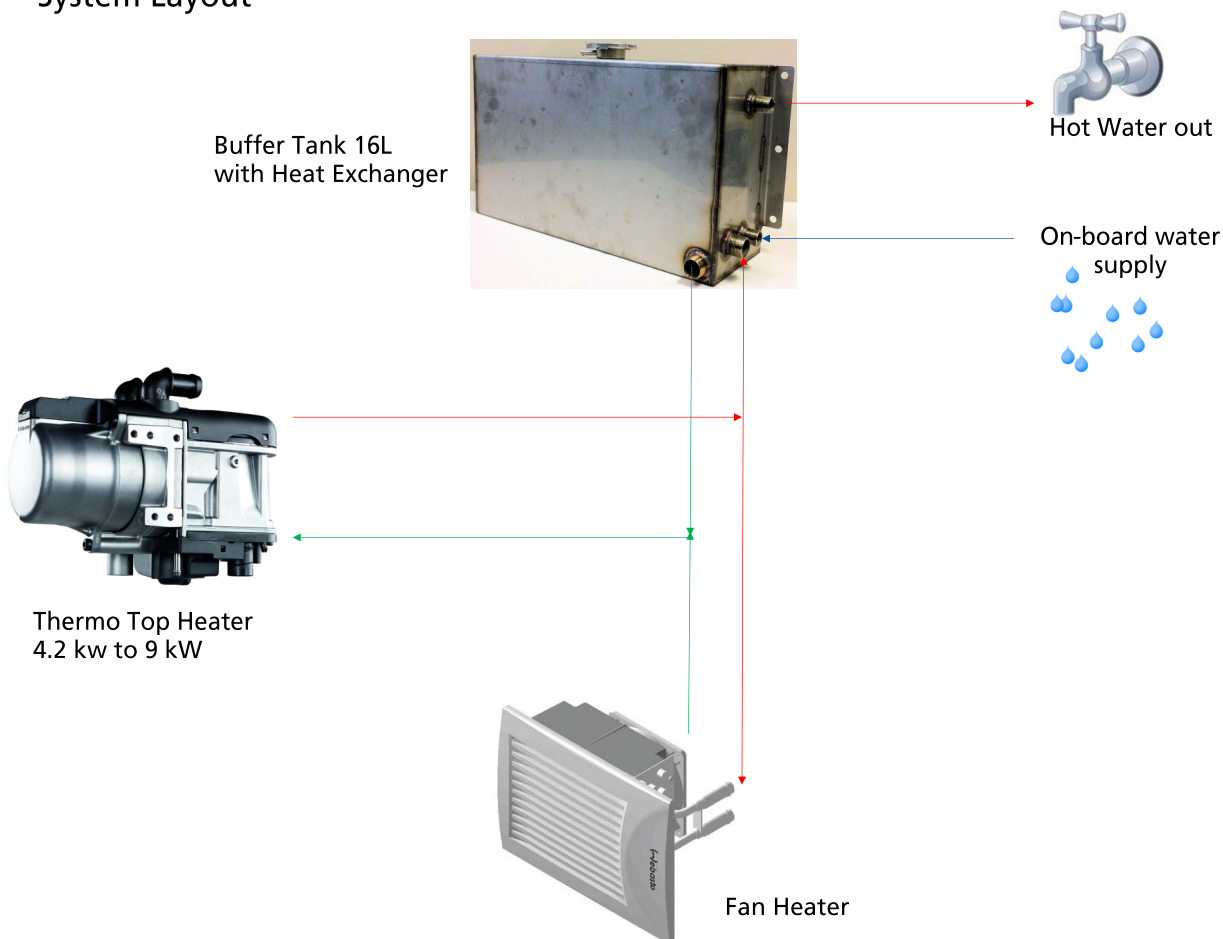 System Layout
Hot Water out
Buffer Tank 16L
with Heat Exchanger
On-board water
supply
Thermo Top Heater
4.2 kw to 9 kW
Webasto
Fan Heater